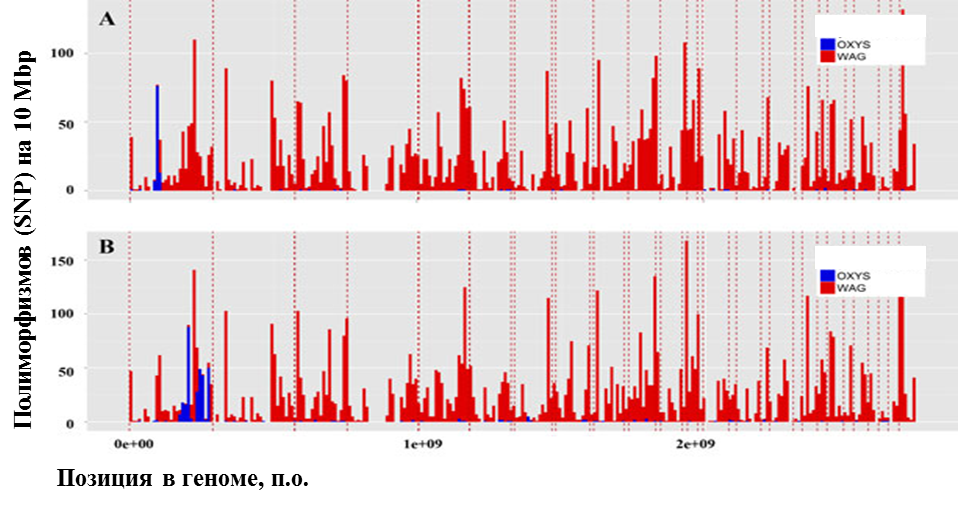 Полиморфизмов (SNP) на 10 Mbp
A
100
50
0
OXYS
WAG
B
150
100
50
0
OXYS
WAG
0e+00 1e+09 2e+09
Позиция в геноме, п.о.